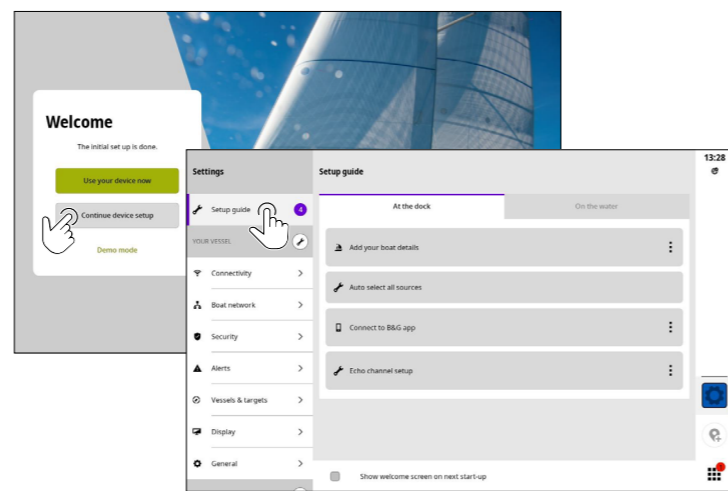 Welcome
The initial set up is done.
Use your device now
Continue device setup
Demo mode
Settings
Setup guide
4
YOUR VESSEL
Connectivity
Boat network
Security
Alerts
Vessels & targets
Display
General
Setup guide
At the dock
On the water
Add your boat details
Auto select all sources
Connect to B&G app
Echo channel setup
Show welcome screen on next start-up
13:28